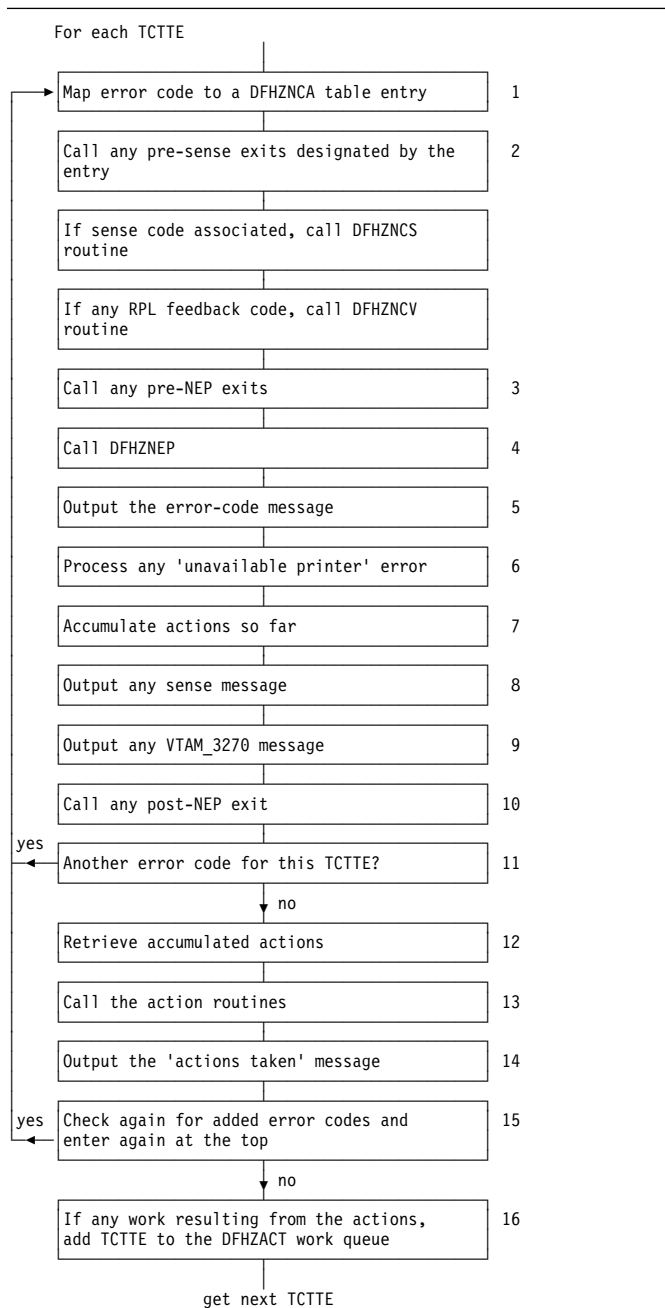 For each TCTTE
Map error code to a DFHZNCA table entry 1
Call any pre-sense exits designated by the 2
entry
If sense code associated, call DFHZNCS
routine
If any RPL feedback code, call DFHZNCV
routine
Call any pre-NEP exits 3
Call DFHZNEP 4
Output the error-code message 5
Process any 'unavailable printer' error 6
Accumulate actions so far 7
Output any sense message 8
Output any VTAM_3270 message 9
Call any post-NEP exit 10
yes
Another error code for this TCTTE? 11
no
Retrieve accumulated actions 12
Call the action routines 13
Output the 'actions taken' message 14
yes Check again for added error codes and 15
enter again at the top
no
If any work resulting from the actions, 16
add TCTTE to the DFHZACT work queue
get next TCTTE